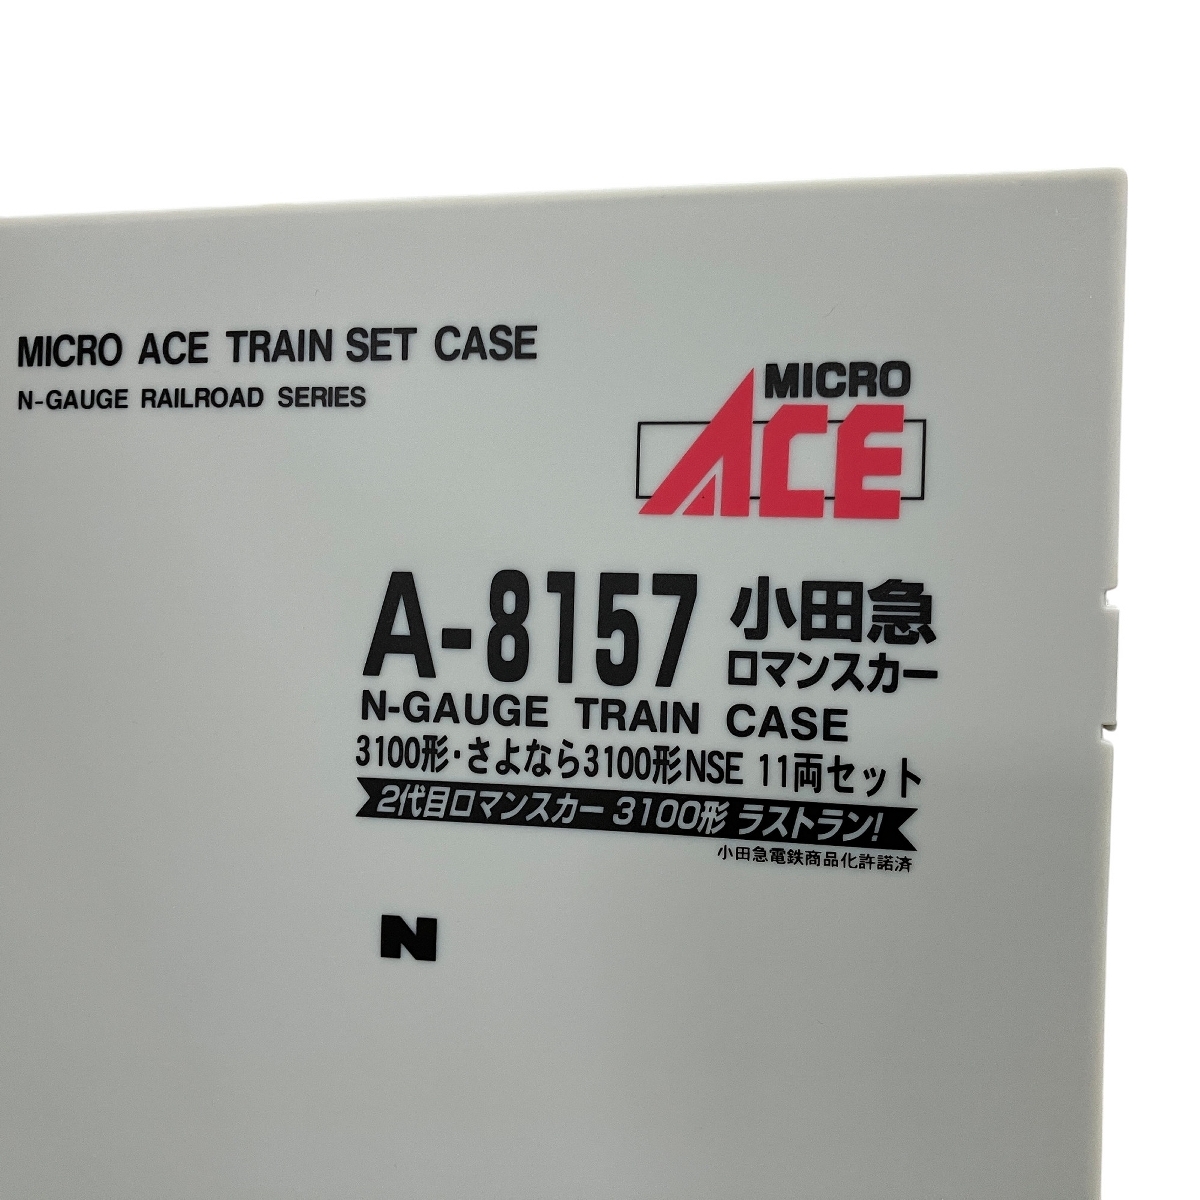 MICRO ACE TRAIN SET CASE
N-GAUGE RAILROAD SERIES
MICRO
ACE
A-8157 小田急
ロマンスカー
N-GAUGE TRAIN CASE
3100形・さよなら3100形NSE 11両セット
2代目ロマンスカー 3100形 ラストラン!
小田急電鉄商品化許諾済
N